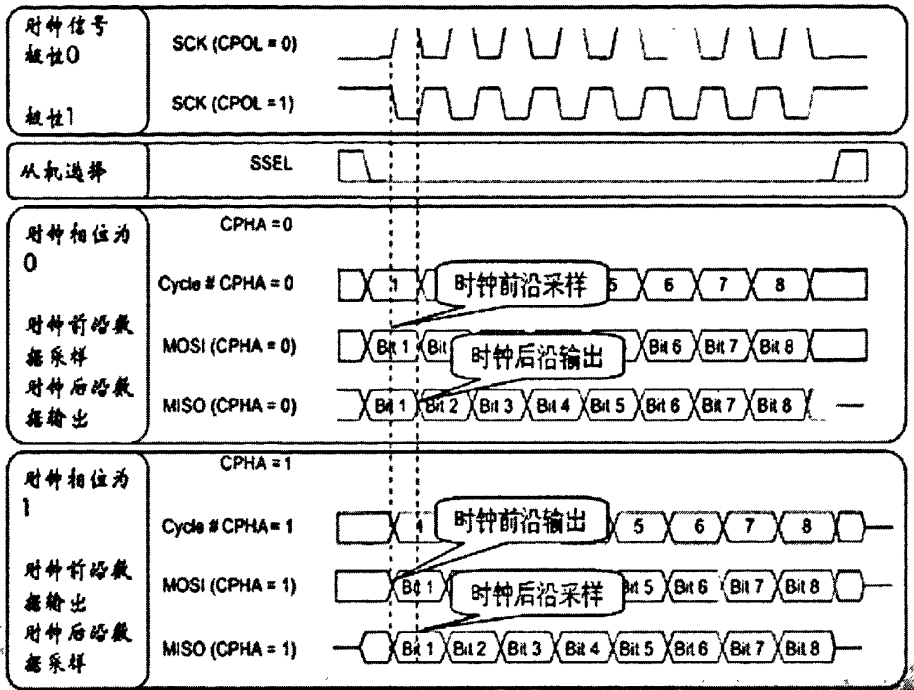 时钟信号
极性0
SCK (CPOL = 0)
极性1
SCK (CPOL = 1)
从机选择
SSEL
时钟相位为
0
CPHA =0
Cycle # CPHA = 0
1
时钟前沿采样
5
6
7
8
时钟前沿数
据采样
MOSI (CPHA = 0)
Bit 1
Bit
时钟后沿输出
Bit 6
Bit 7
Bit 8
时钟后沿数
据输出
MISO (CPHA = 0)
Bit 1
Bit 2
Bit 3
Bit 4
Bit 5
Bit 6
Bit 7
Bit 8
时钟相位为
1
CPHA =1
Cycle # CPHA = 1
时钟前沿输出
5
6
7
8
时钟前沿数
据输出
MOSI (CPHA = 1)
Bit 1
时钟后沿采样
Bit 5
Bit 6
Bit 7
Bit 8
时钟后沿数
据采样
MISO (CPHA = 1)
Bit 1
Bit 2
Bit 3
Bit 4
Bit 5
Bit 6
Bit 7
Bit 8